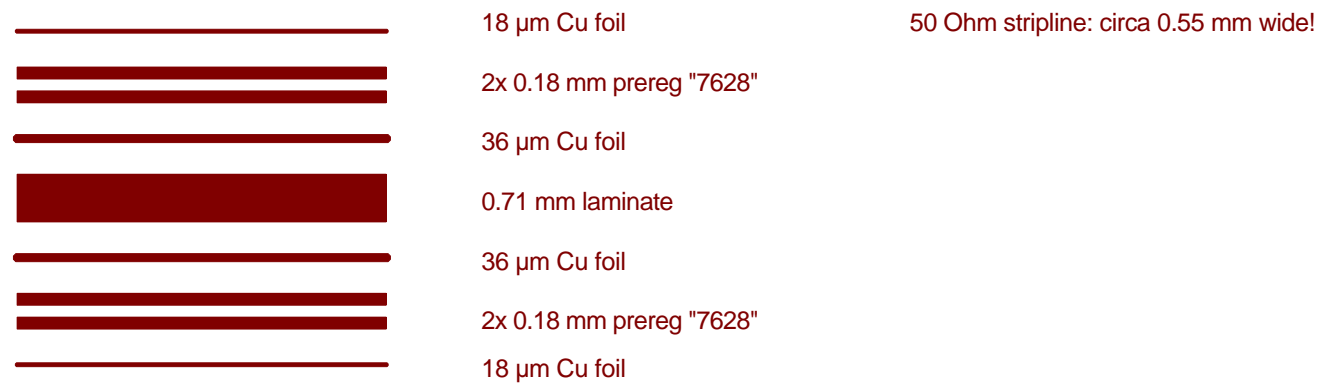 18 µm Cu foil
50 Ohm stripline: circa 0.55 mm wide!
2x 0.18 mm prereg "7628"
36 µm Cu foil
0.71 mm laminate
36 µm Cu foil
2x 0.18 mm prereg "7628"
18 µm Cu foil